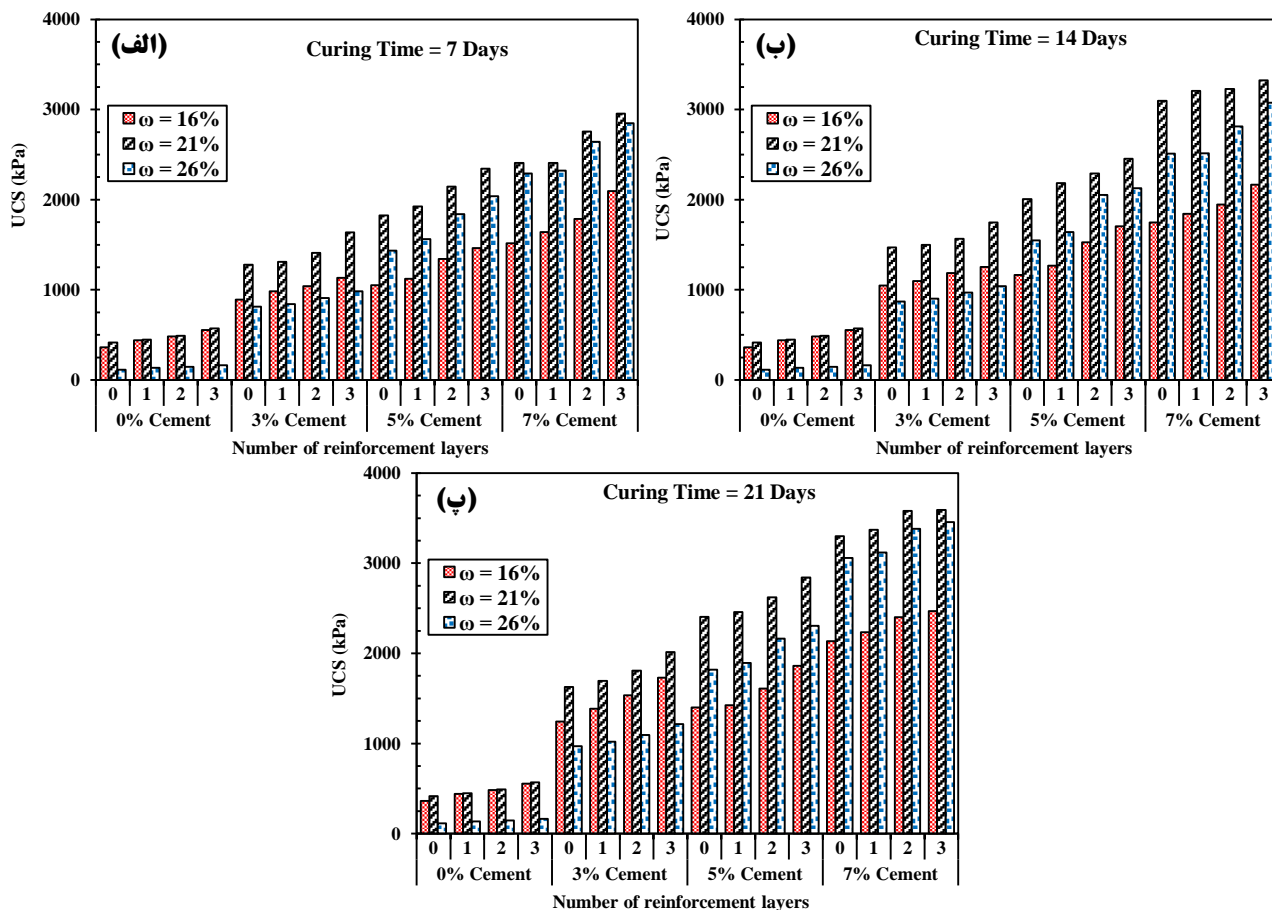 (الف)
Curing Time = 7 Days
ω = 16%
ω = 21%
ω = 26%
UCS (kPa)
4000
3000
2000
1000
0
0 1 2 3 0 1 2 3 0 1 2 3 0 1 2 3
0% Cement 3% Cement 5% Cement 7% Cement
Number of reinforcement layers
(ب)
Curing Time = 14 Days
ω = 16%
ω = 21%
ω = 26%
UCS (kPa)
4000
3000
2000
1000
0
0 1 2 3 0 1 2 3 0 1 2 3 0 1 2 3
0% Cement 3% Cement 5% Cement 7% Cement
Number of reinforcement layers
(پ)
Curing Time = 21 Days
ω = 16%
ω = 21%
ω = 26%
UCS (kPa)
4000
3000
2000
1000
0
0 1 2 3 0 1 2 3 0 1 2 3 0 1 2 3
0% Cement 3% Cement 5% Cement 7% Cement
Number of reinforcement layers